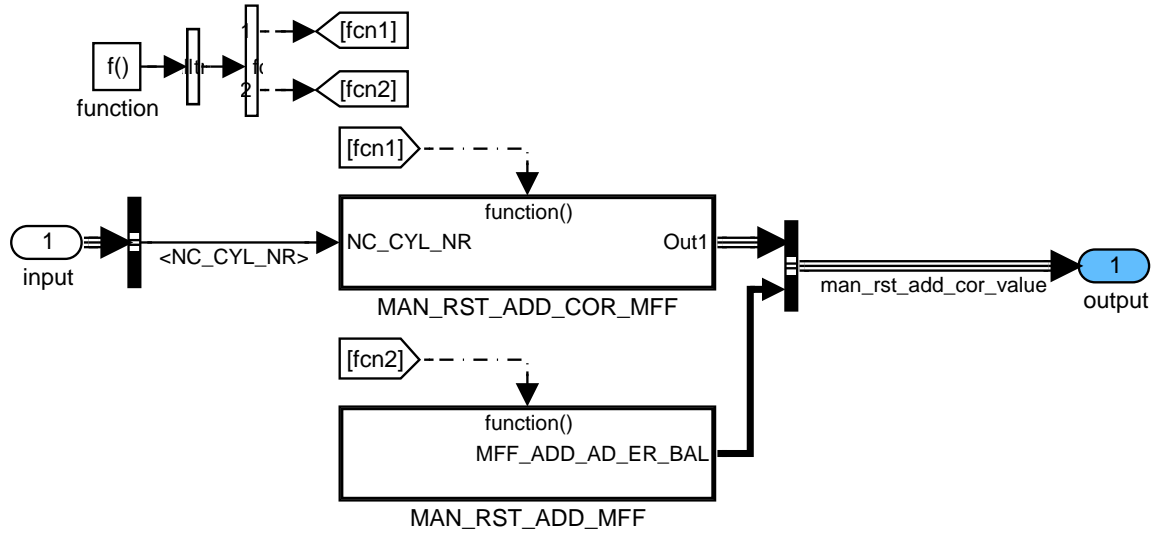 1
[fcn1]
f()
function
2
[fcn2]
[fcn1]
function()
1
NC_CYL_NR
Out1
<NC_CYL_NR>
input
MAN_RST_ADD_COR_MFF
1
man_rst_add_cor_value
output
[fcn2]
function()
MFF_ADD_AD_ER_BAL
MAN_RST_ADD_MFF